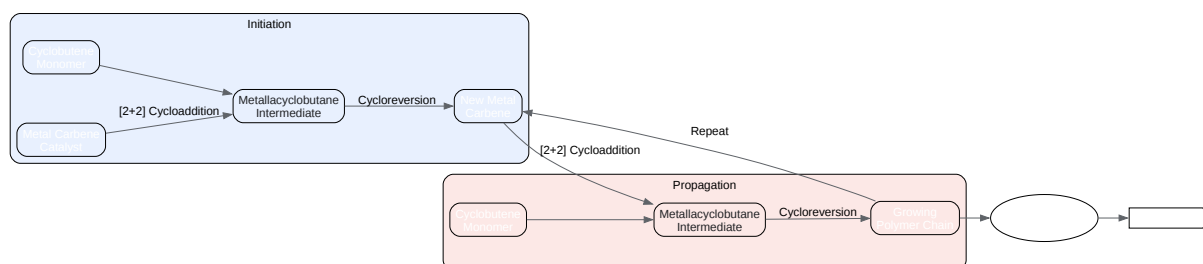 Initiation
Cyclobutene
Monomer
[2+2] Cycloaddition
Metal Carbene
Catalyst
Metallacyclobutane
Intermediate
Cycloreversion
New Metal
Carbene
Repeat
[2+2] Cycloaddition
Propagation
Cyclobutene
Monomer
Metallacyclobutane
Intermediate
Cycloreversion
Growing
Polymer Chain